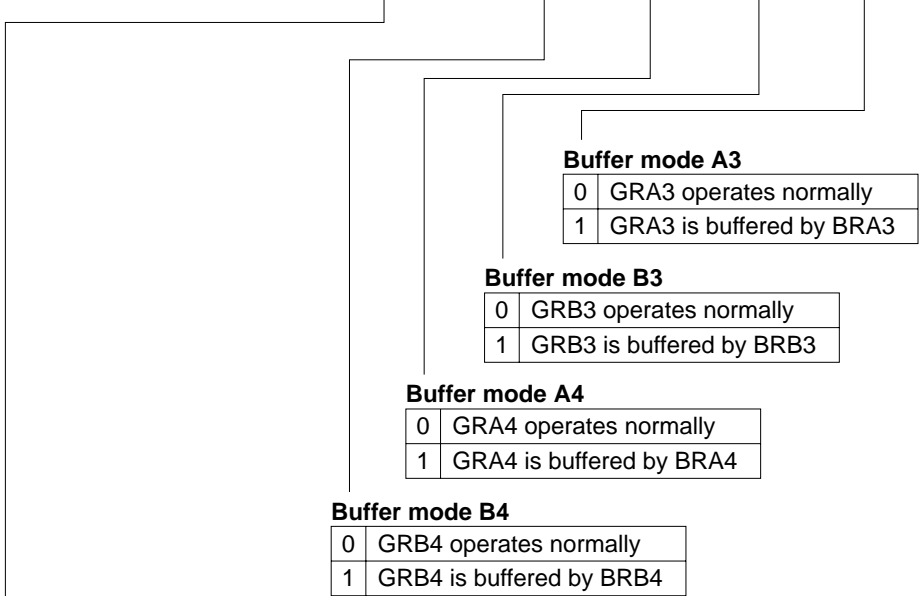 Buffer mode A3
0 GRA3 operates normally
1 GRA3 is buffered by BRA3
Buffer mode B3
0 GRB3 operates normally
1 GRB3 is buffered by BRB3
Buffer mode A4
0 GRA4 operates normally
1 GRA4 is buffered by BRA4
Buffer mode B4
0 GRB4 operates normally
1 GRB4 is buffered by BRB4